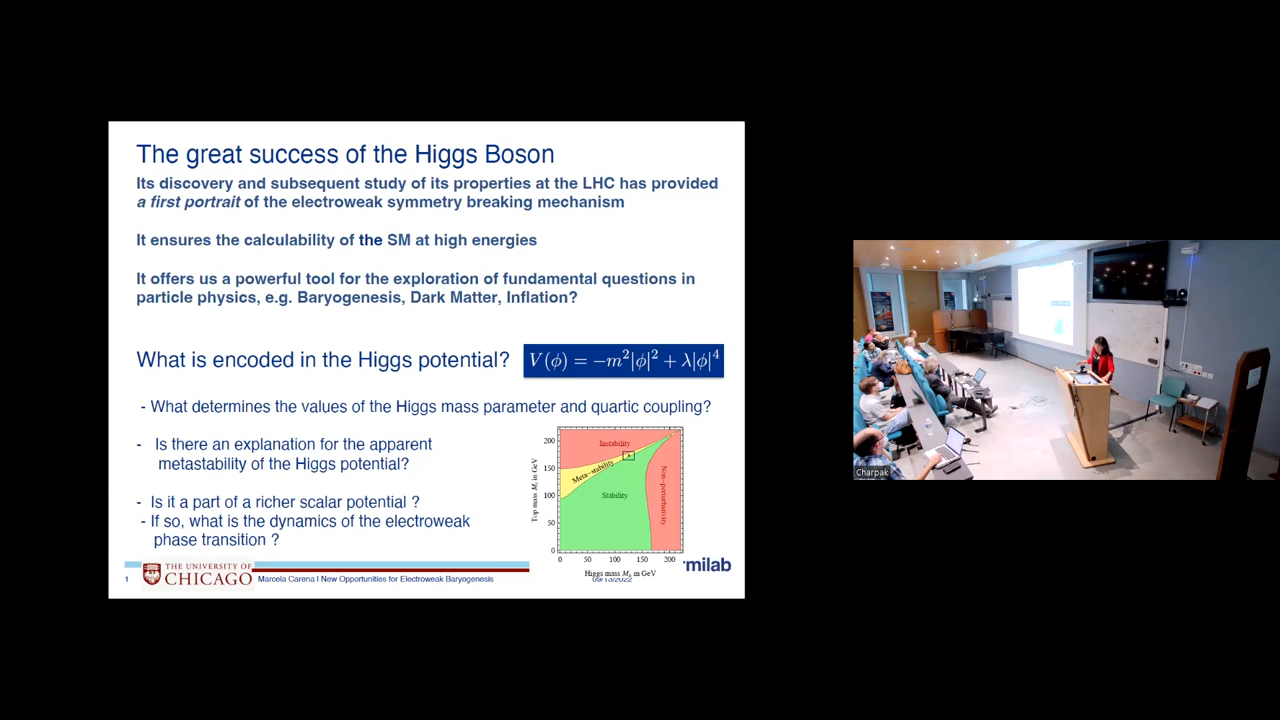 The great success of the Higgs Boson
Its discovery and subsequent study of its properties at the LHC has provided
a first portrait of the electroweak symmetry breaking mechanism
It ensures the calculability of the SM at high energies
It offers us a powerful tool for the exploration of fundamental questions in
particle physics, e.g. Baryogenesis, Dark Matter, Inflation?
What is encoded in the Higgs potential? V(ϕ) = −m²|ϕ|² + λ|ϕ|⁴
- What determines the values of the Higgs mass parameter and quartic coupling?
- Is there an explanation for the apparent
metastability of the Higgs potential?
- Is it a part of a richer scalar potential ?
- If so, what is the dynamics of the electroweak
phase transition ?
Top mass Mt in GeV
200
150
100
50
0
Instability
Meta-stability
Stability
Non-perturbativity
0 50 100 150 200
Higgs mass Mh in GeV
1
THE UNIVERSITY OF
CHICAGO
Marcela Carena I New Opportunities for Electroweak Baryogenesis
09/13/2022
milab
Charpak